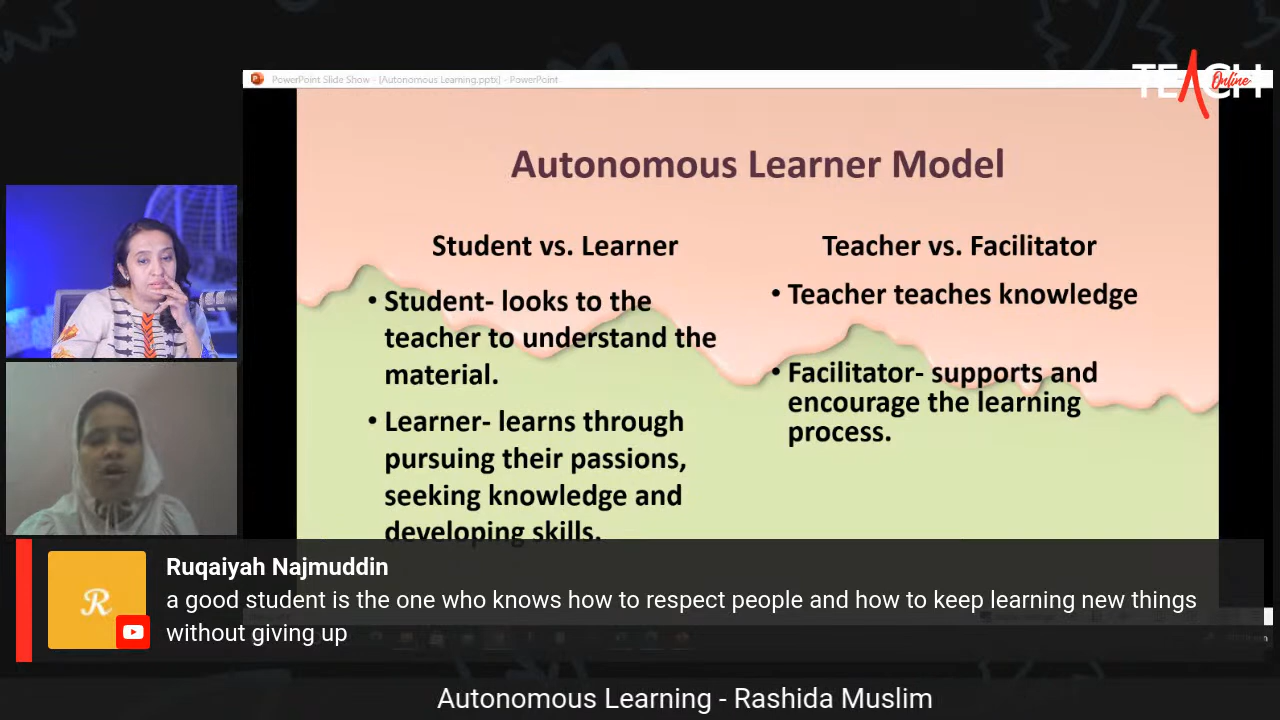 PowerPoint Slide Show - [Autonomous Learning.pptx] - PowerPoint
TEACH
Online
Autonomous Learner Model
Student vs. Learner
• Student- looks to the
teacher to understand the
material.
• Learner- learns through
pursuing their passions,
seeking knowledge and
developing skills.
Teacher vs. Facilitator
• Teacher teaches knowledge
• Facilitator- supports and
encourage the learning
process.
R
Ruqaiyah Najmuddin
a good student is the one who knows how to respect people and how to keep learning new things
without giving up
Autonomous Learning - Rashida Muslim